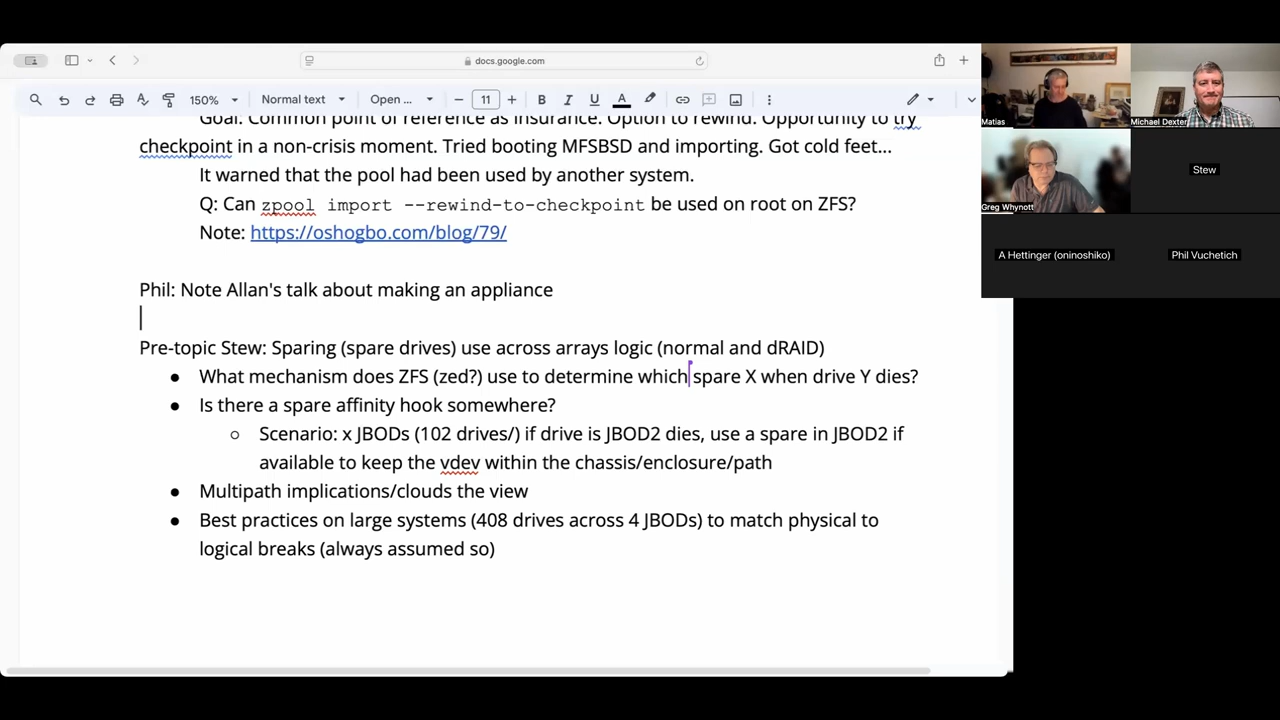 docs.google.com
150%
Normal text
Open ...
11
Goal: Common point of reference as insurance. Option to rewind. Opportunity to try
checkpoint in a non-crisis moment. Tried booting MFSBSD and importing. Got cold feet...
It warned that the pool had been used by another system.
Q: Can zpool import --rewind-to-checkpoint be used on root on ZFS?
Note: https://oshogbo.com/blog/79/
Phil: Note Allan's talk about making an appliance
Pre-topic Stew: Sparing (spare drives) use across arrays logic (normal and dRAID)
● What mechanism does ZFS (zed?) use to determine which spare X when drive Y dies?
● Is there a spare affinity hook somewhere?
○ Scenario: x JBODs (102 drives/) if drive is JBOD2 dies, use a spare in JBOD2 if
available to keep the vdev within the chassis/enclosure/path
● Multipath implications/clouds the view
● Best practices on large systems (408 drives across 4 JBODs) to match physical to
logical breaks (always assumed so)
Matias
Michael Dexter
Greg Whynott
Stew
A Hettinger (oninoshiko)
Phil Vuchetich